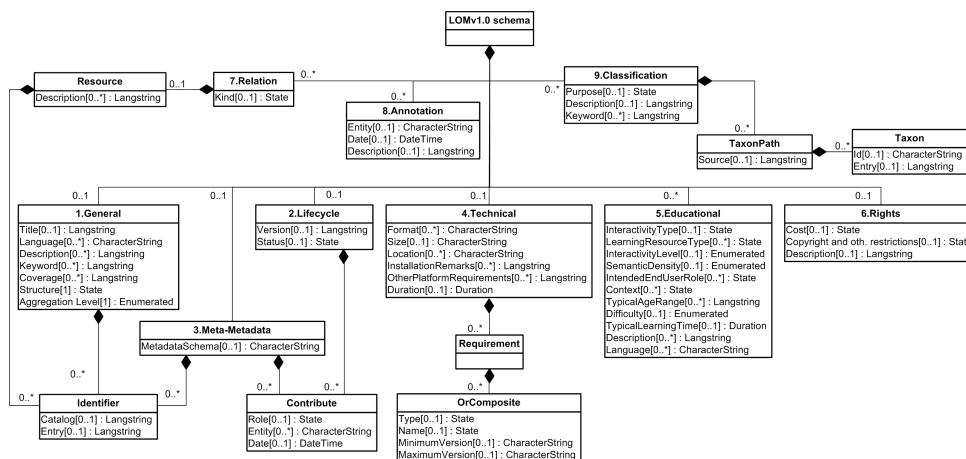 LOMv1.0 schema
Resource
Description[0..*] : Langstring
0..1
7.Relation
Kind[0..1] : State
0..*
0..*
8.Annotation
Entity[0..1] : CharacterString
Date[0..1] : DateTime
Description[0..1] : Langstring
0..*
9.Classification
Purpose[0..1] : State
Description[0..1] : Langstring
Keyword[0..*] : Langstring
0..*
TaxonPath
Source[0..1] : Langstring
0..*
Taxon
Id[0..1] : CharacterString
Entry[0..1] : Langstring
0..1
1.General
Title[0..1] : Langstring
Language[0..*] : CharacterString
Description[0..*] : Langstring
Keyword[0..*] : Langstring
Coverage[0..*] : Langstring
Structure[1] : State
Aggregation Level[1] : Enumerated
0..1
3.Meta-Metadata
MetadataSchema[0..1] : CharacterString
0..1
2.Lifecycle
Version[0..1] : Langstring
Status[0..1] : State
0..1
4.Technical
Format[0..*] : CharacterString
Size[0..1] : CharacterString
Location[0..*] : CharacterString
InstallationRemarks[0..*] : Langstring
OtherPlatformRequirements[0..*] : Langstring
Duration[0..1] : Duration
0..*
5.Educational
InteractivityType[0..1] : State
LearningResourceType[0..*] : State
InteractivityLevel[0..1] : Enumerated
SemanticDensity[0..1] : Enumerated
IntendedEndUserRole[0..*] : State
Context[0..*] : State
TypicalAgeRange[0..*] : Langstring
Difficulty[0..1] : Enumerated
TypicalLearningTime[0..1] : Duration
Description[0..*] : Langstring
Language[0..*] : CharacterString
0..1
6.Rights
Cost[0..1] : State
Copyright and oth. restrictions[0..1] : Stat
Description[0..1] : Langstring
0..*
0..*
0..*
Identifier
Catalog[0..1] : Langstring
Entry[0..1] : Langstring
0..*
0..*
Contribute
Role[0..1] : State
Entity[0..*] : CharacterString
Date[0..1] : DateTime
0..*
Requirement
0..*
OrComposite
Type[0..1] : State
Name[0..1] : State
MinimumVersion[0..1] : CharacterString
MaximumVersion[0..1] : CharacterString